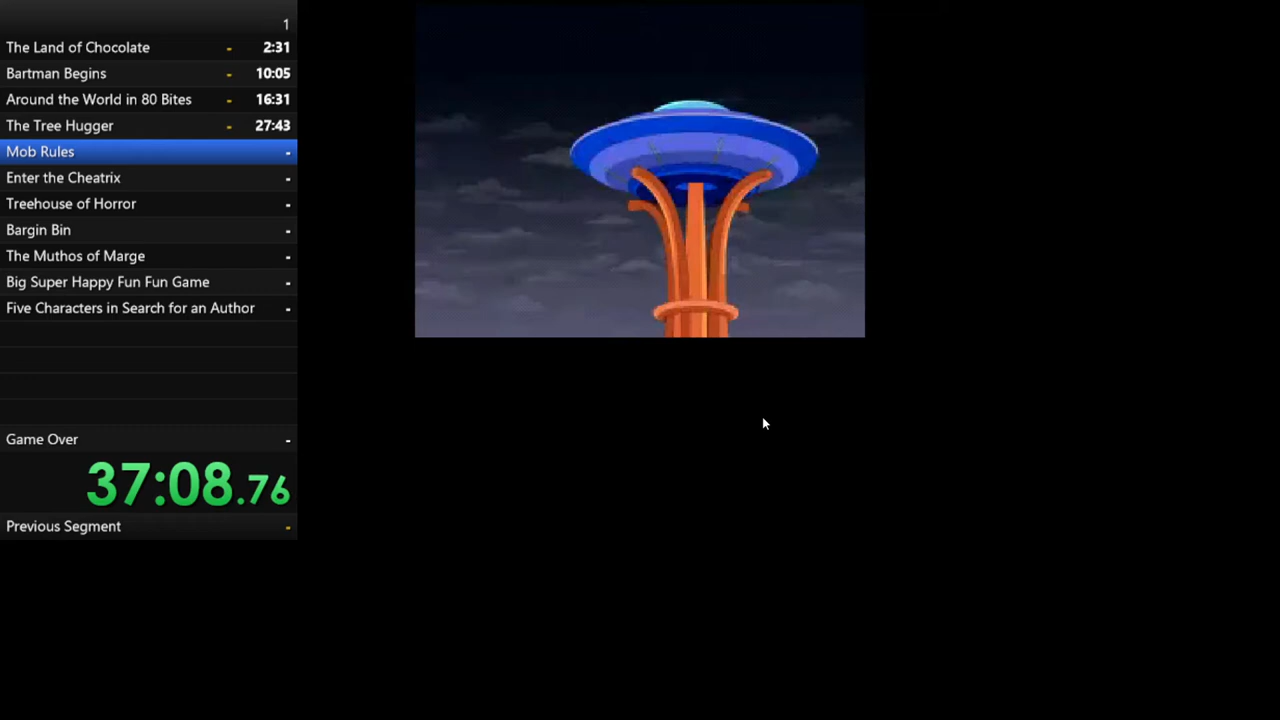 1
The Land of Chocolate - 2:31
Bartman Begins - 10:05
Around the World in 80 Bites - 16:31
The Tree Hugger - 27:43
Mob Rules -
Enter the Cheatrix -
Treehouse of Horror -
Bargin Bin -
The Muthos of Marge -
Big Super Happy Fun Fun Game -
Five Characters in Search for an Author -
Game Over -
37:08.76
Previous Segment -